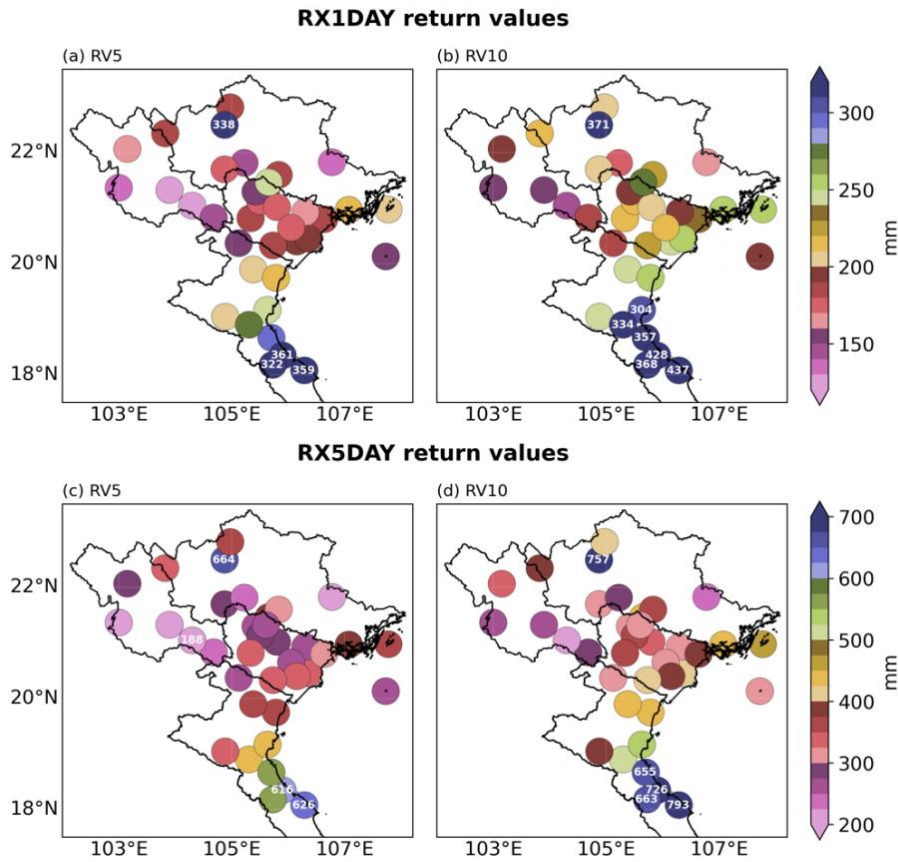 RX1DAY return values
(a) RV5
(b) RV10
338
371
22°N
20°N
18°N
304
334
357
361
428
322
359
368
437
103°E 105°E 107°E
103°E 105°E 107°E
300
250
200
150
mm
RX5DAY return values
(c) RV5
(d) RV10
664
757
22°N
188
20°N
18°N
655
616
726
626
663
793
103°E 105°E 107°E
103°E 105°E 107°E
700
600
500
400
300
200
mm